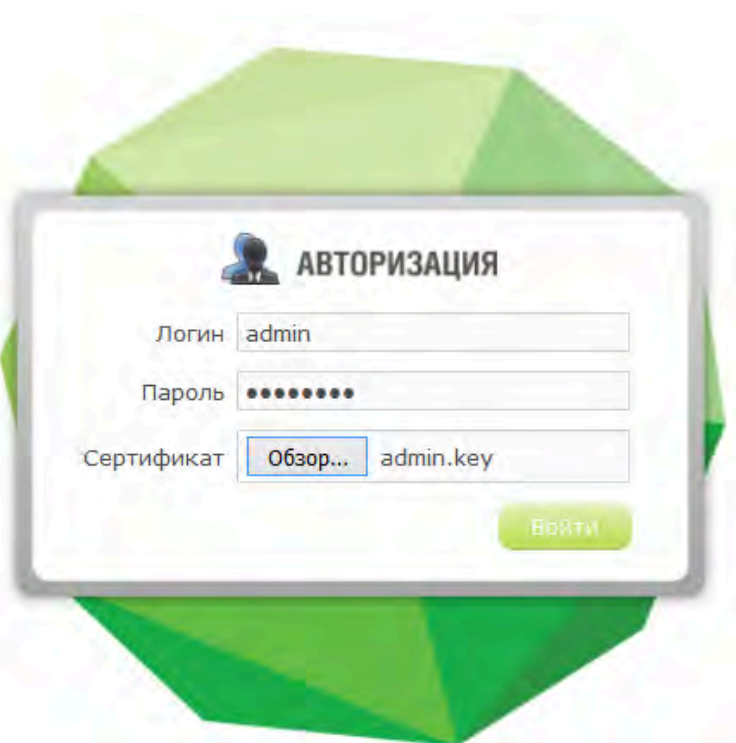 АВТОРИЗАЦИЯ
Логин admin
Пароль ••••••••
Сертификат Обзор... admin.key
Войти